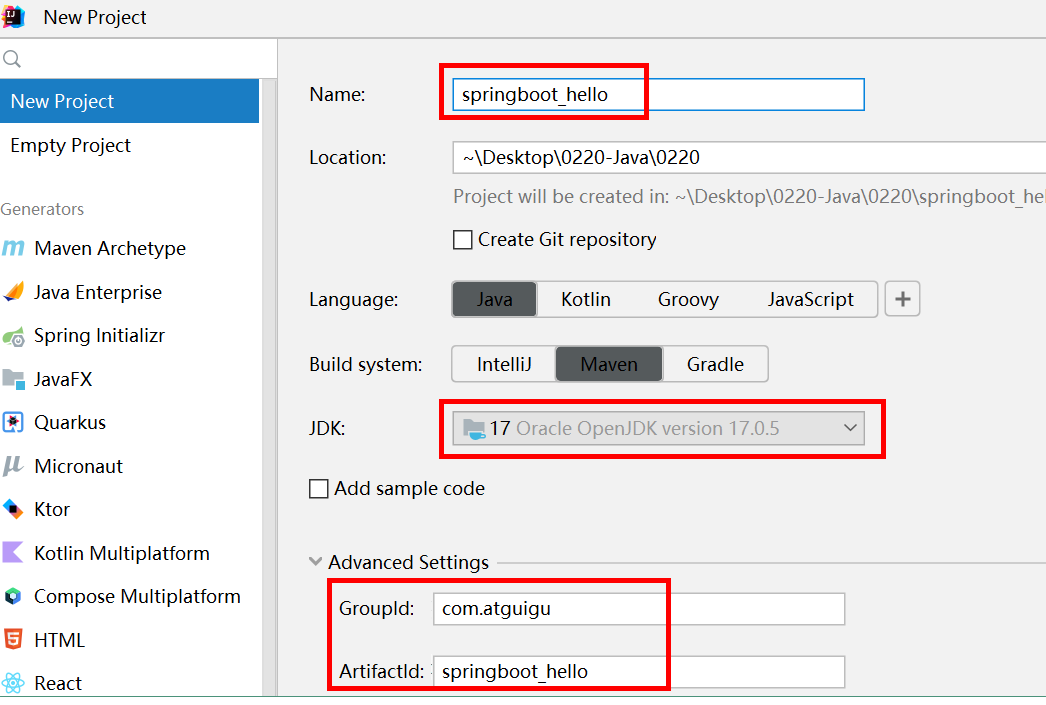 New Project
New Project
Empty Project
Generators
Maven Archetype
Java Enterprise
Spring Initializr
JavaFX
Quarkus
Micronaut
Ktor
Kotlin Multiplatform
Compose Multiplatform
HTML
React
Name: springboot_hello
Location: ~\Desktop\0220-Java\0220
Project will be created in: ~\Desktop\0220-Java\0220\springboot_hel
Create Git repository
Language: Java Kotlin Groovy JavaScript +
Build system: IntelliJ Maven Gradle
JDK: 17 Oracle OpenJDK version 17.0.5
Add sample code
Advanced Settings
GroupId: com.atguigu
ArtifactId: springboot_hello